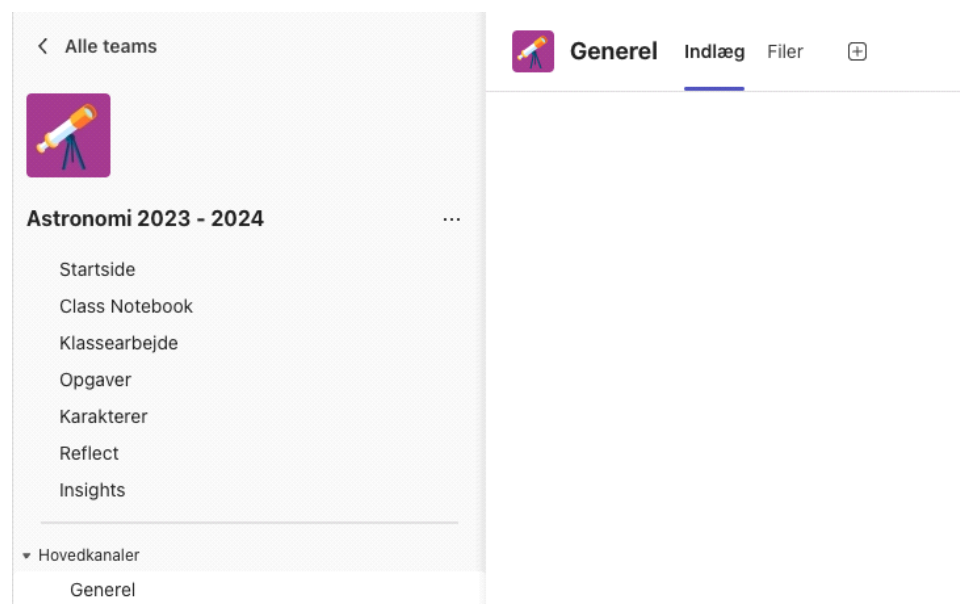 Alle teams
Astronomi 2023 - 2024
Startside
Class Notebook
Klassearbejde
Opgaver
Karakterer
Reflect
Insights
Hovedkanaler
Generel
Generel Indlæg Filer